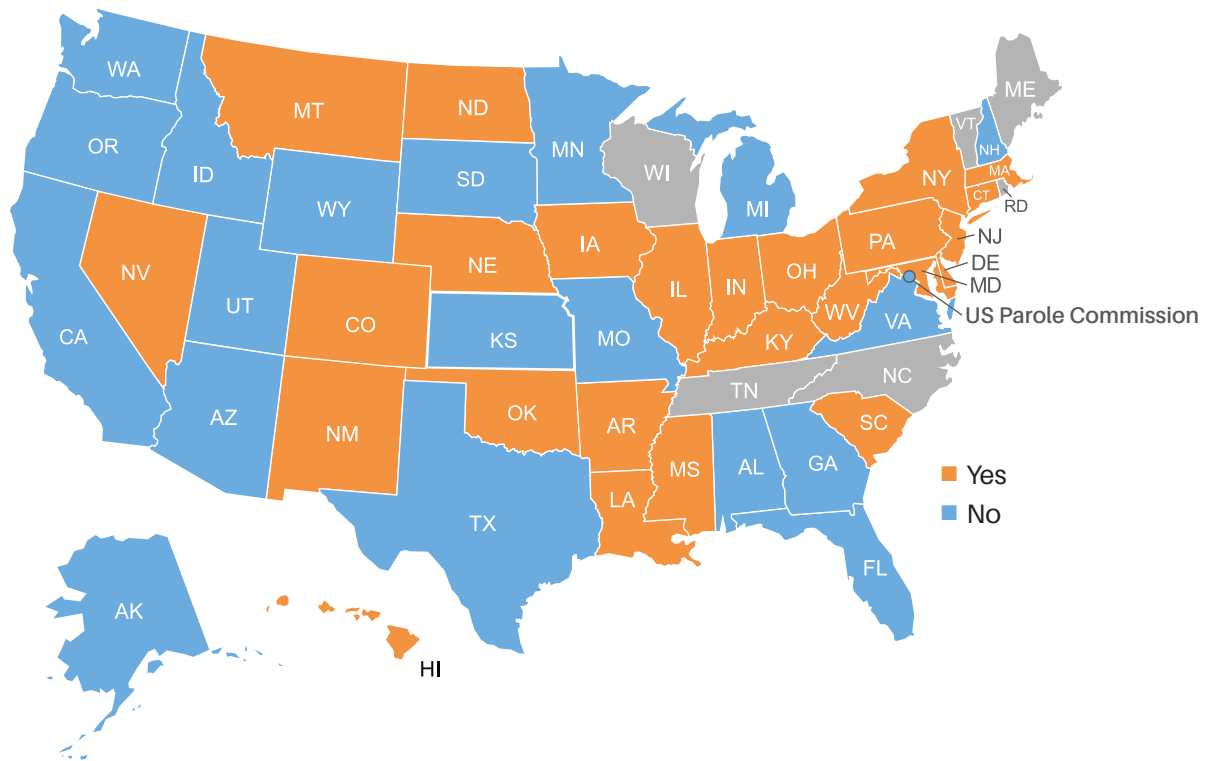 WA
MT
ND
MN
ME
VT
NH
OR
ID
SD
WI
MI
NY
MA
CT
RD
WY
NJ
IA
NE
PA
DE
NV
UT
CO
IL
IN
OH
MD
WV
VA
US Parole Commission
CA
KS
MO
KY
NC
TN
AZ
NM
OK
AR
SC
MS
AL
GA
Yes
LA
No
TX
FL
AK
HI